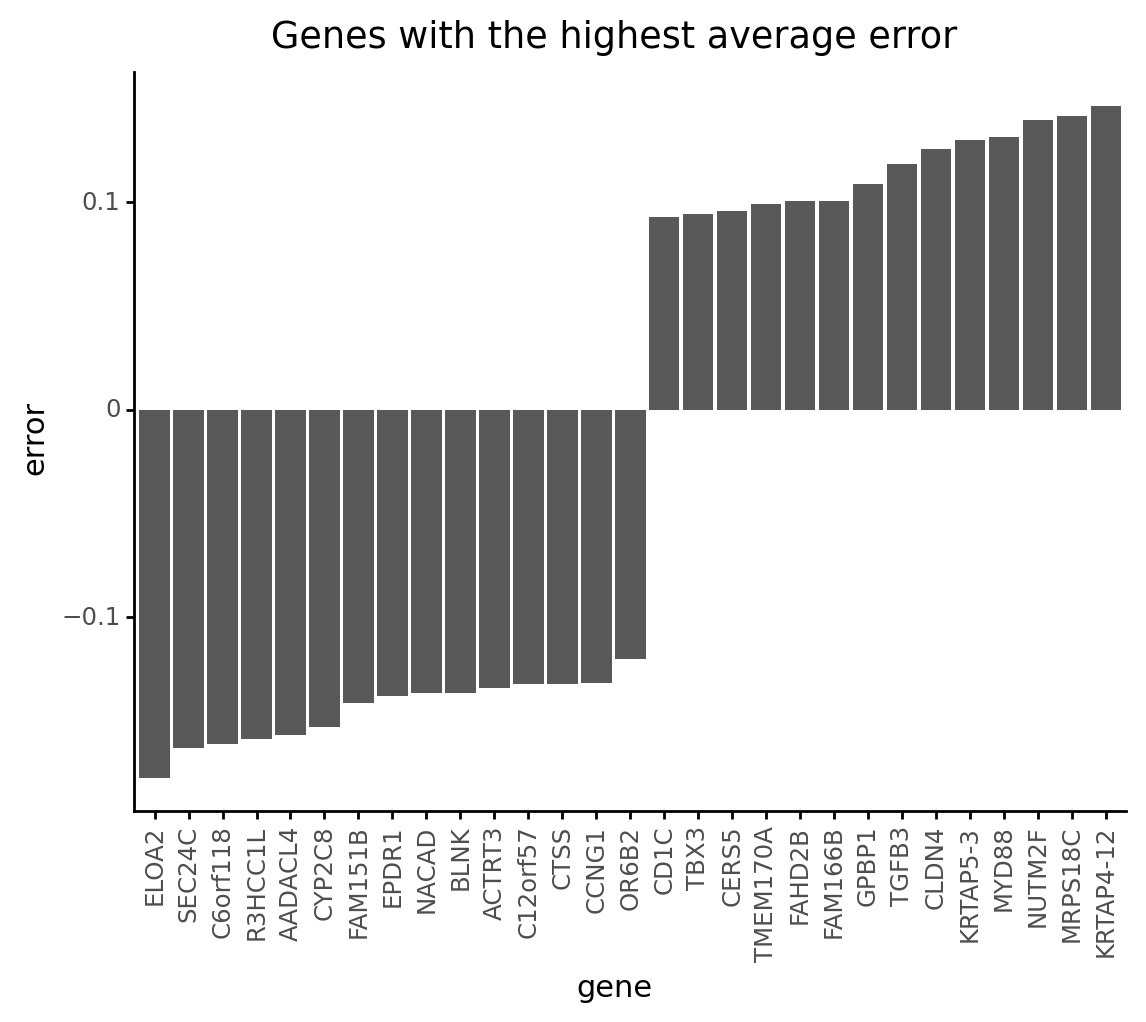 Genes with the highest average error
error
0.1
0
−0.1
ELOA2
SEC24C
C6orf118
R3HCC1L
AADACL4
CYP2C8
FAM151B
EPDR1
NACAD
BLNK
ACTRT3
C12orf57
CTSS
CCNG1
OR6B2
CD1C
TBX3
CERS5
TMEM170A
FAHD2B
FAM166B
GPBP1
TGFB3
CLDN4
KRTAP5-3
MYD88
NUTM2F
MRPS18C
KRTAP4-12
gene